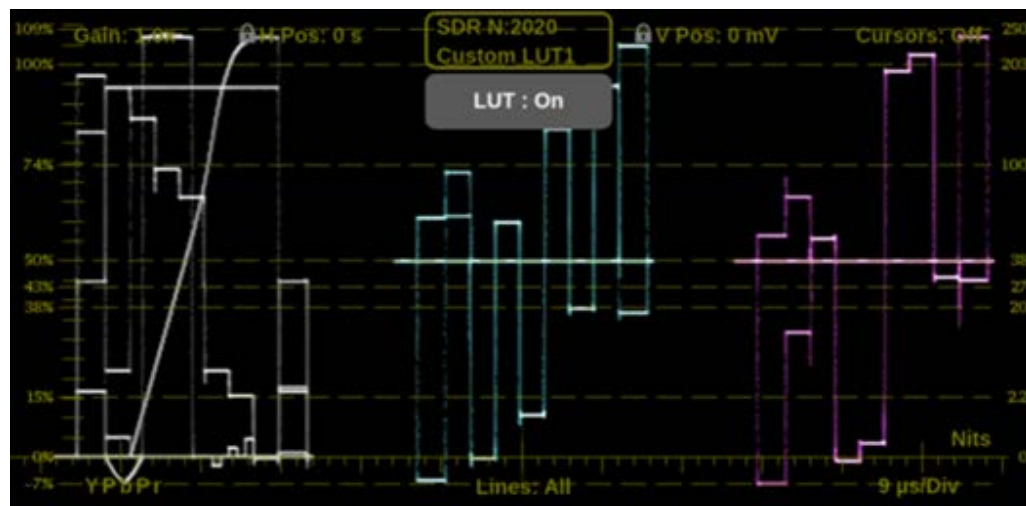 109% Gain: 1.0x H Pos: 0 s SDR N:2020 V Pos: 0 mV Cursors: Off 250
Custom LUT1
100% 203
LUT : On
74% 100
50% 38
43% 27
38% 20
15% 2.2
Nits
0% 0
-7% YPbPr Lines: All 9 µs/Div